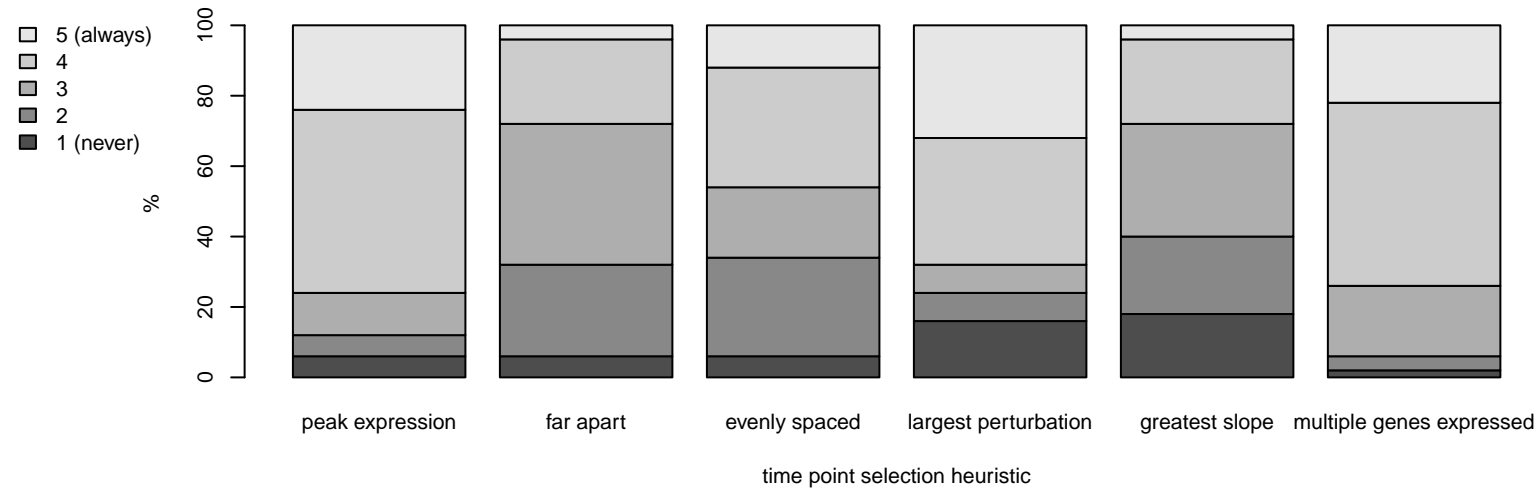 5 (always)
4
3
2
1 (never)
%
100
80
60
40
20
0
peak expression far apart evenly spaced largest perturbation greatest slope multiple genes expressed
time point selection heuristic